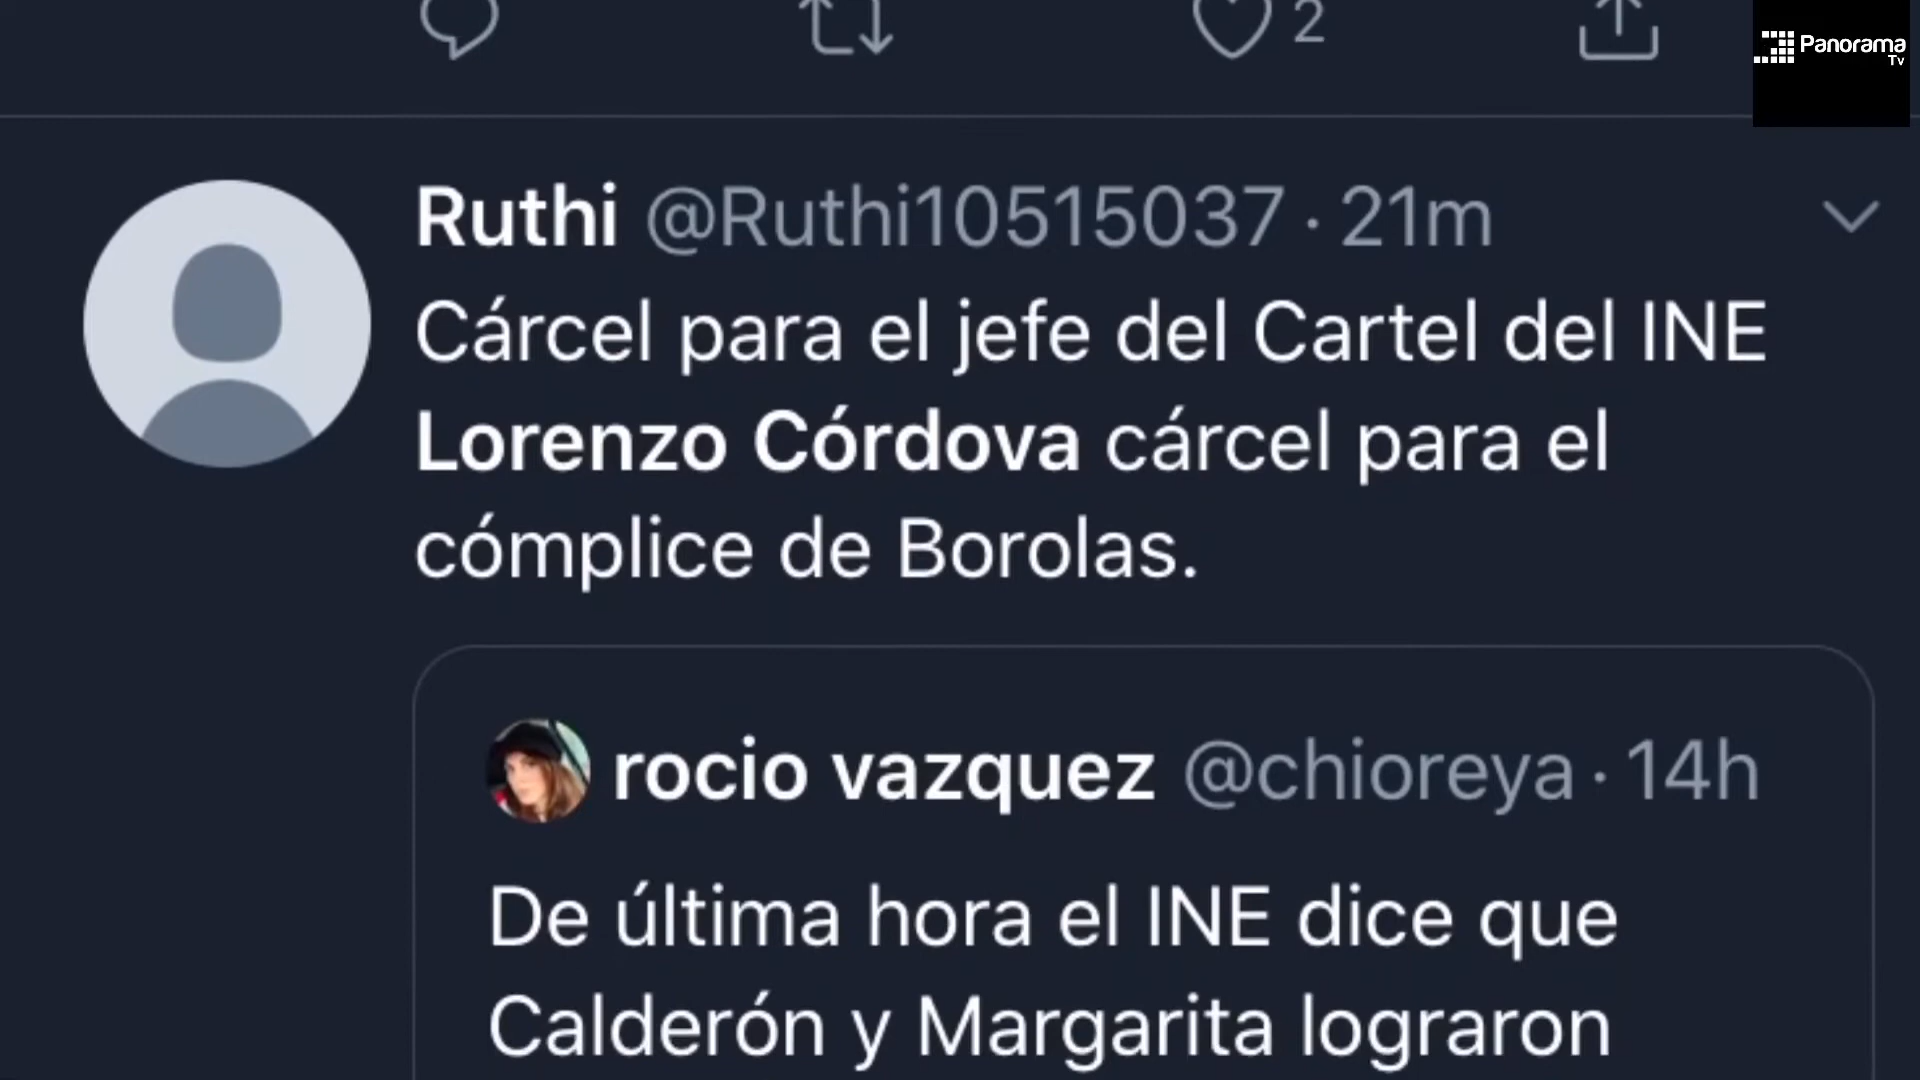 2
Panorama
Tv
Ruthi @Ruthi10515037 · 21m
Cárcel para el jefe del Cartel del INE
Lorenzo Córdova cárcel para el
cómplice de Borolas.
rocio vazquez @chioreya · 14h
De última hora el INE dice que
Calderón y Margarita lograron